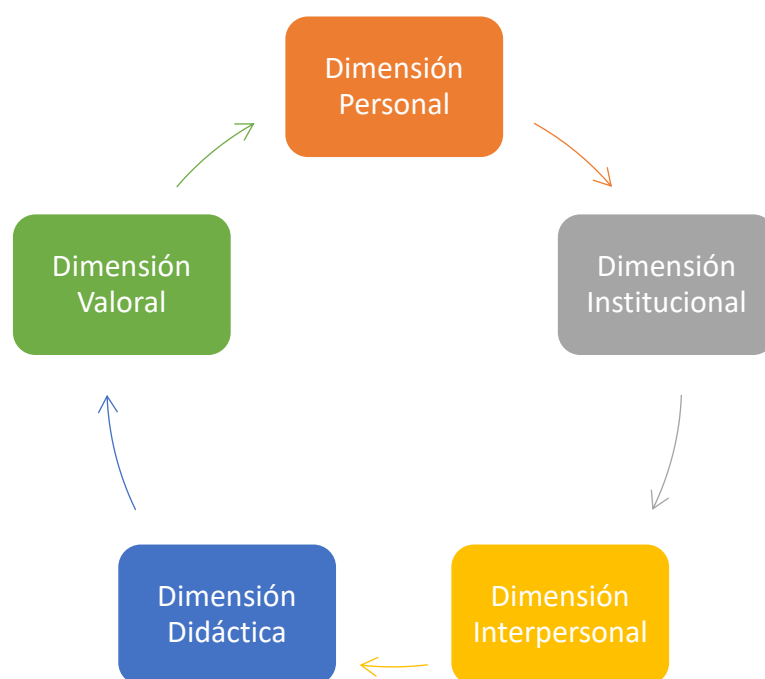 Dimensión
Personal
Dimensión
Institucional
Dimensión
Interpersonal
Dimensión
Didáctica
Dimensión
Valoral